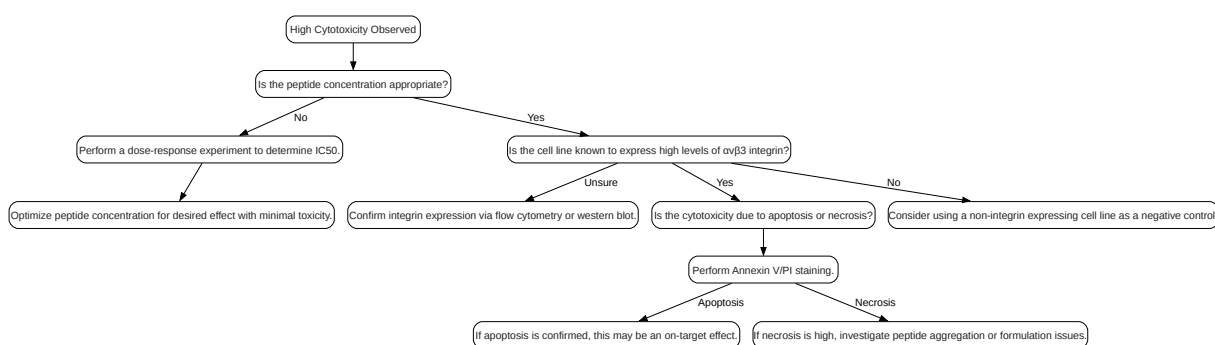 High Cytotoxicity Observed
Is the peptide concentration appropriate?
No
Yes
Perform a dose-response experiment to determine IC50.
Is the cell line known to express high levels of αvβ3 integrin?
Unsure
Yes
No
Optimize peptide concentration for desired effect with minimal toxicity.
Confirm integrin expression via flow cytometry or western blot.
Is the cytotoxicity due to apoptosis or necrosis?
Consider using a non-integrin expressing cell line as a negative control
Perform Annexin V/PI staining.
Apoptosis
Necrosis
If apoptosis is confirmed, this may be an on-target effect.
If necrosis is high, investigate peptide aggregation or formulation issues.